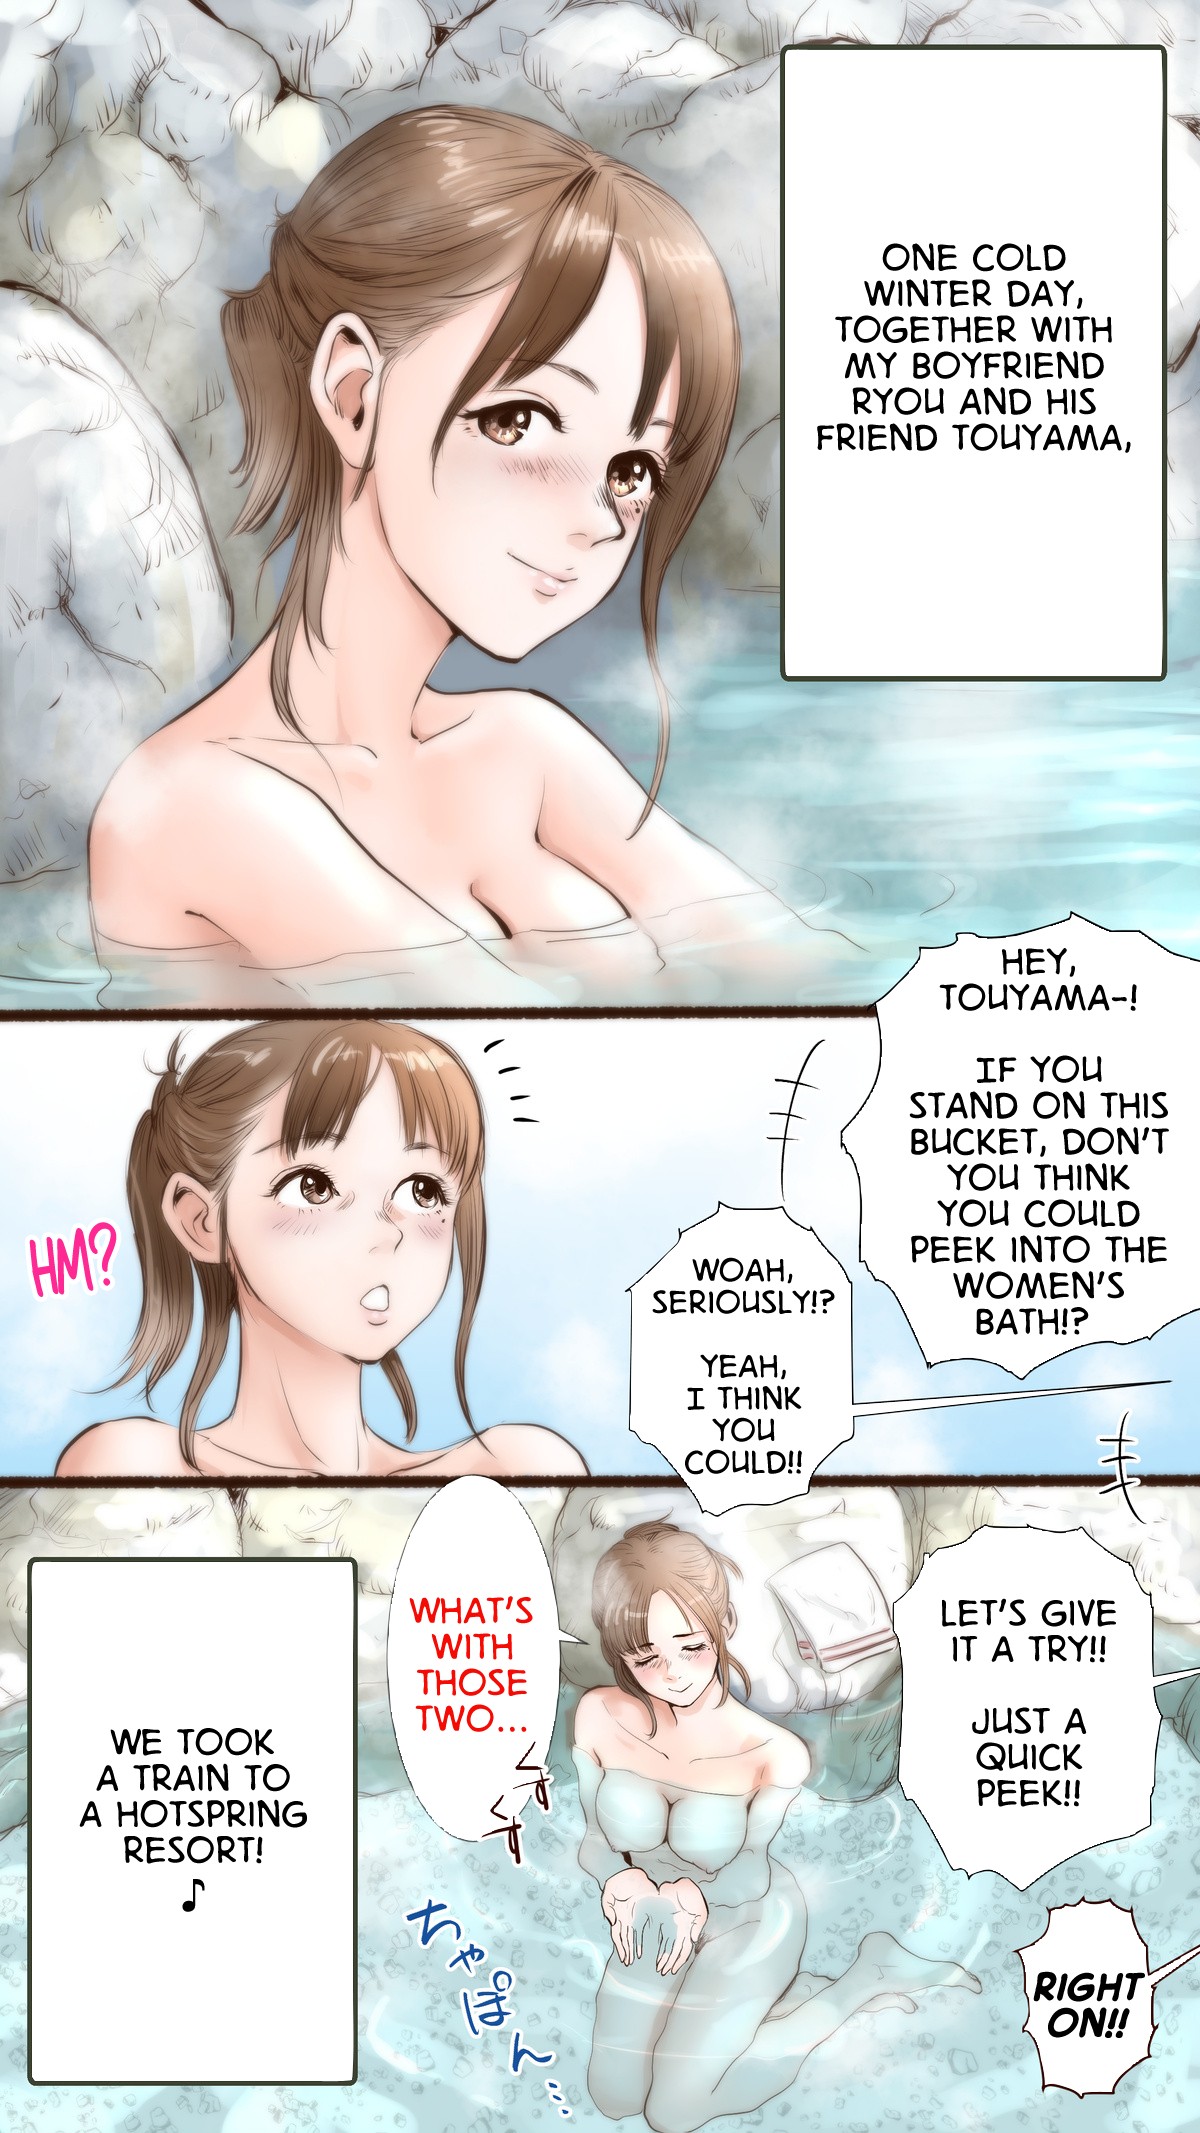 ONE COLD
WINTER DAY,
TOGETHER WITH
MY BOYFRIEND
RYOU AND HIS
FRIEND TOUYAMA,
HEY,
TOUYAMA-!
IF YOU
STAND ON THIS
BUCKET, DON'T
YOU THINK
YOU COULD
PEEK INTO THE
WOMEN'S
BATH!?
WOAH,
SERIOUSLY!?
YEAH,
I THINK
YOU
COULD!!
HM?
LET'S GIVE
IT A TRY!!
JUST A
QUICK
PEEK!!
RIGHT
ON!!
WHAT'S
WITH
THOSE
TWO...
くす
くす
ちゃぽん…
WE TOOK
A TRAIN TO
A HOTSPRING
RESORT!
♪